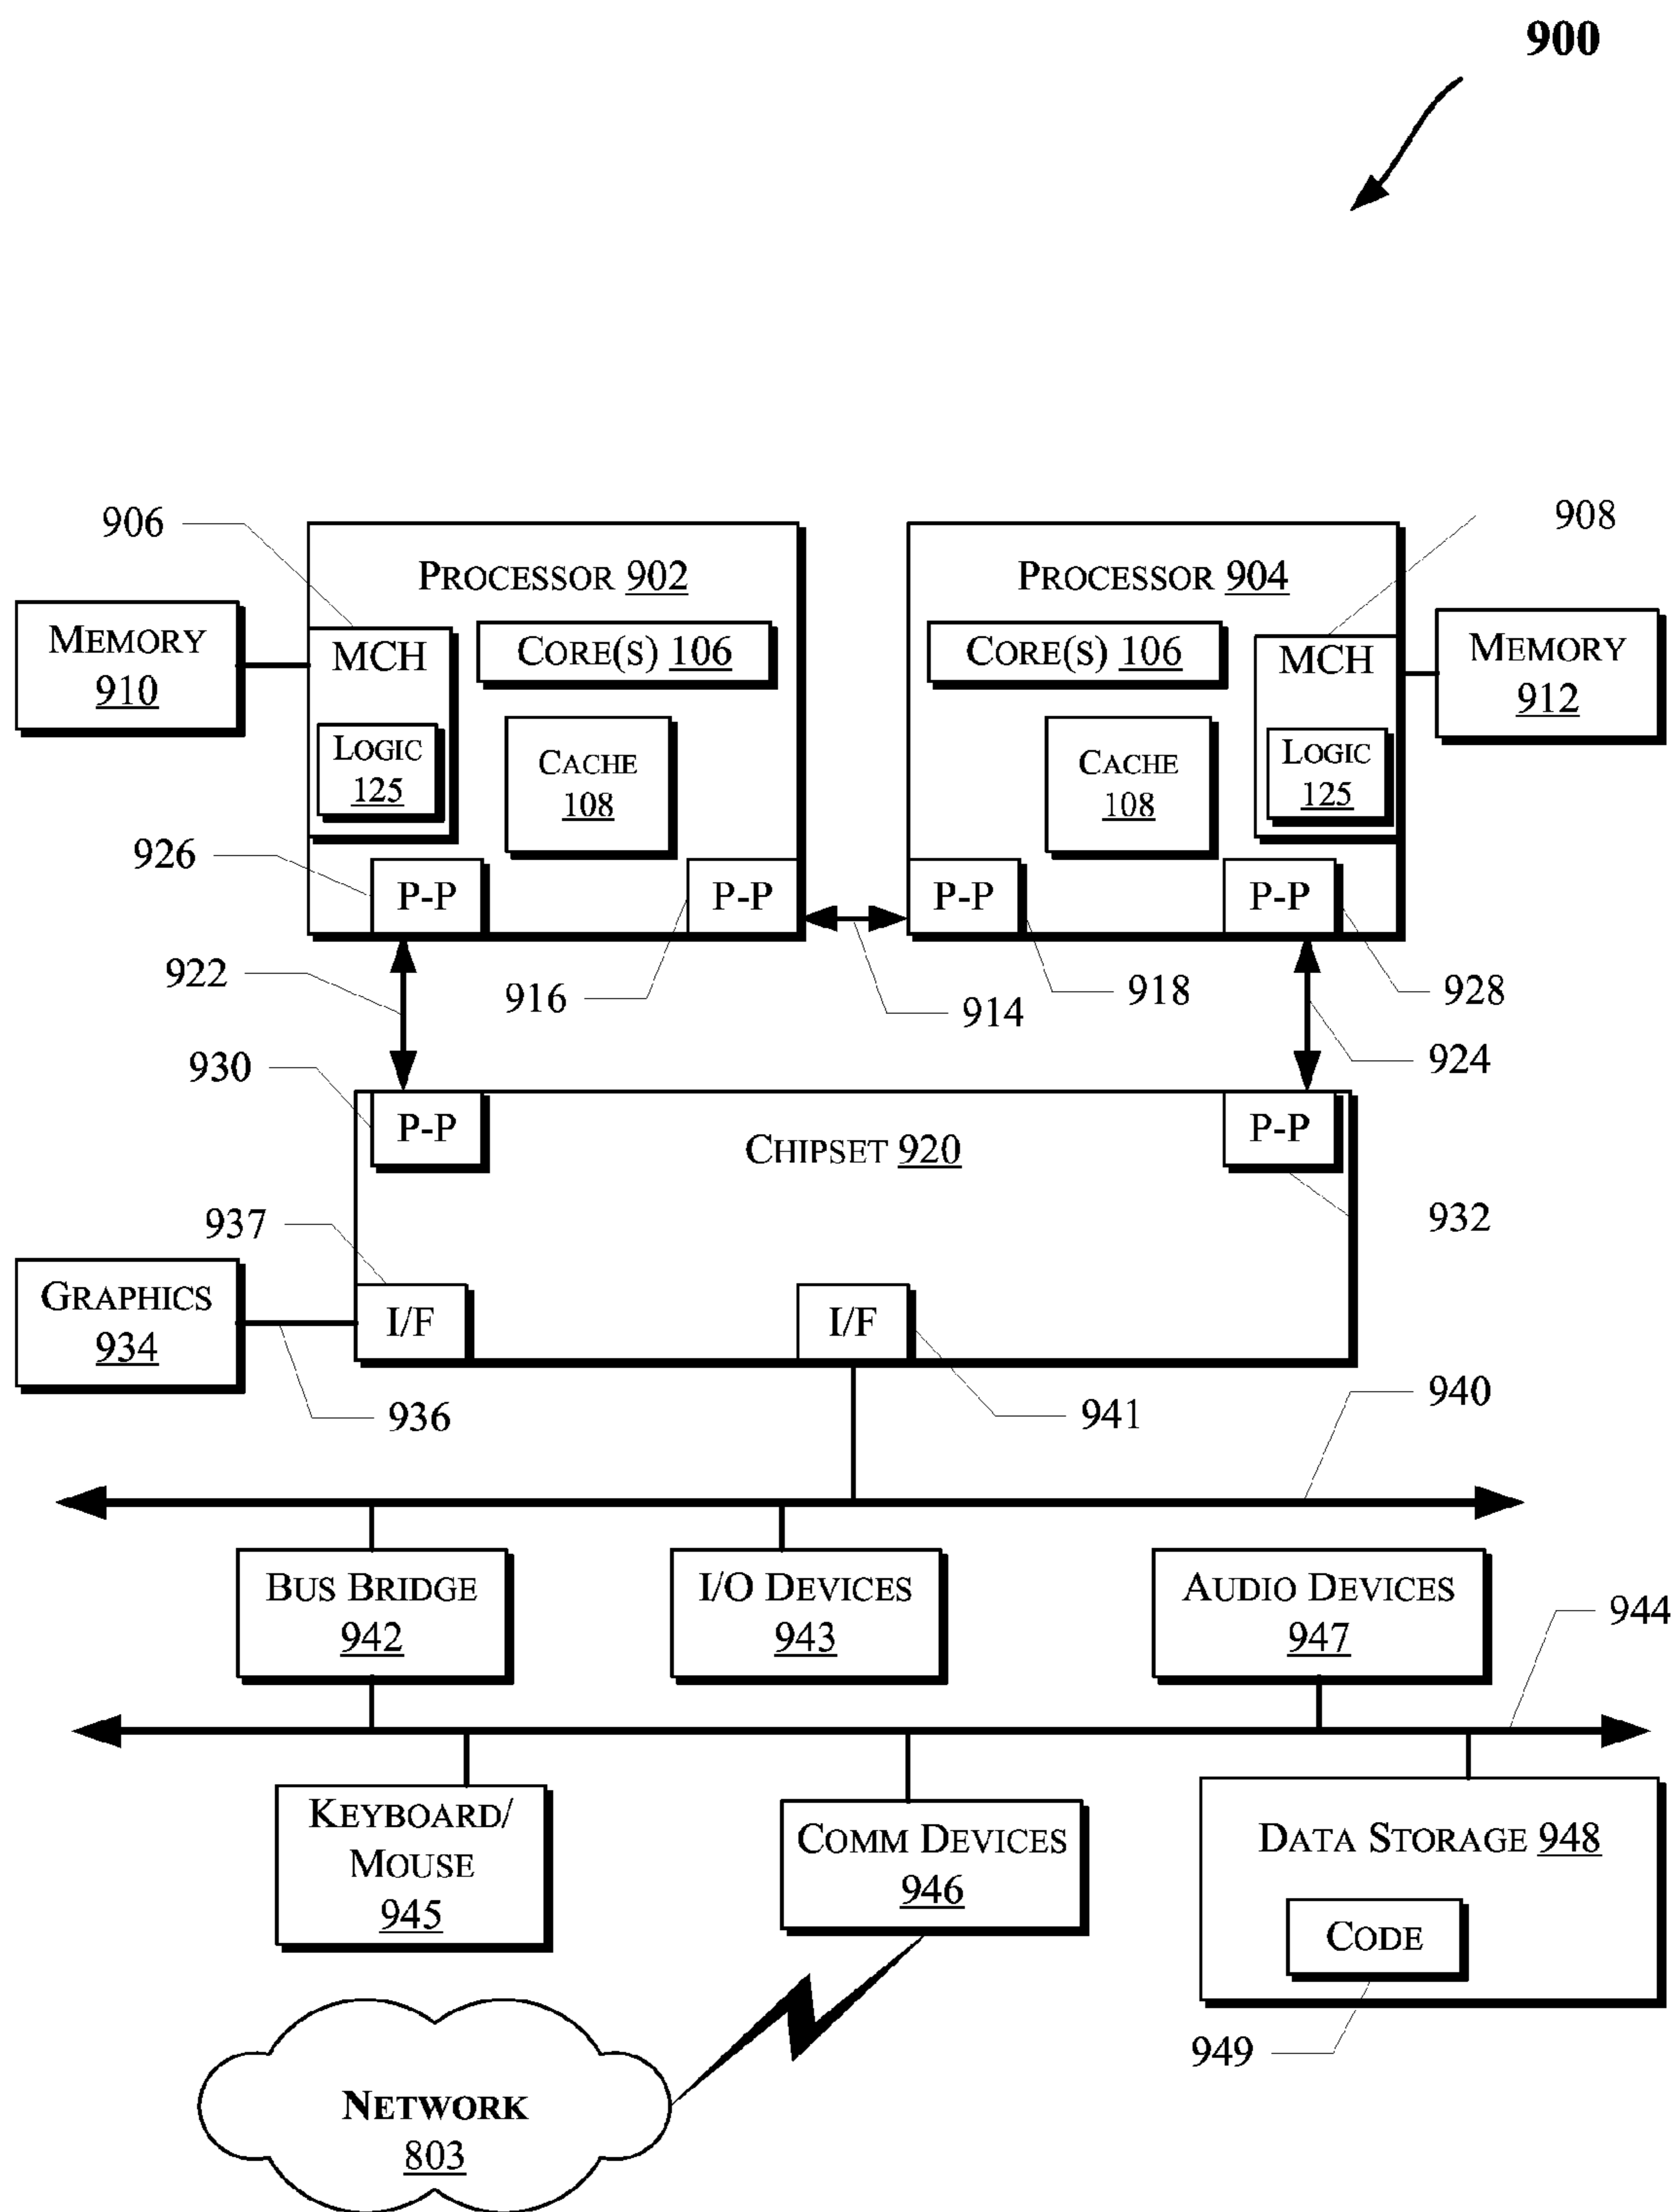 900
906
908
PROCESSOR 902
PROCESSOR 904
MEMORY
910
MCH
CORE(S) 106
CORE(S) 106
MCH
MEMORY
912
LOGIC
125
CACHE
108
CACHE
108
LOGIC
125
926
P-P
P-P
P-P
P-P
922
916
914
918
928
930
924
P-P
CHIPSET 920
P-P
937
932
GRAPHICS
934
I/F
I/F
936
941
940
BUS BRIDGE
942
I/O DEVICES
943
AUDIO DEVICES
947
944
KEYBOARD/
MOUSE
945
COMM DEVICES
946
DATA STORAGE 948
CODE
949
NETWORK
803